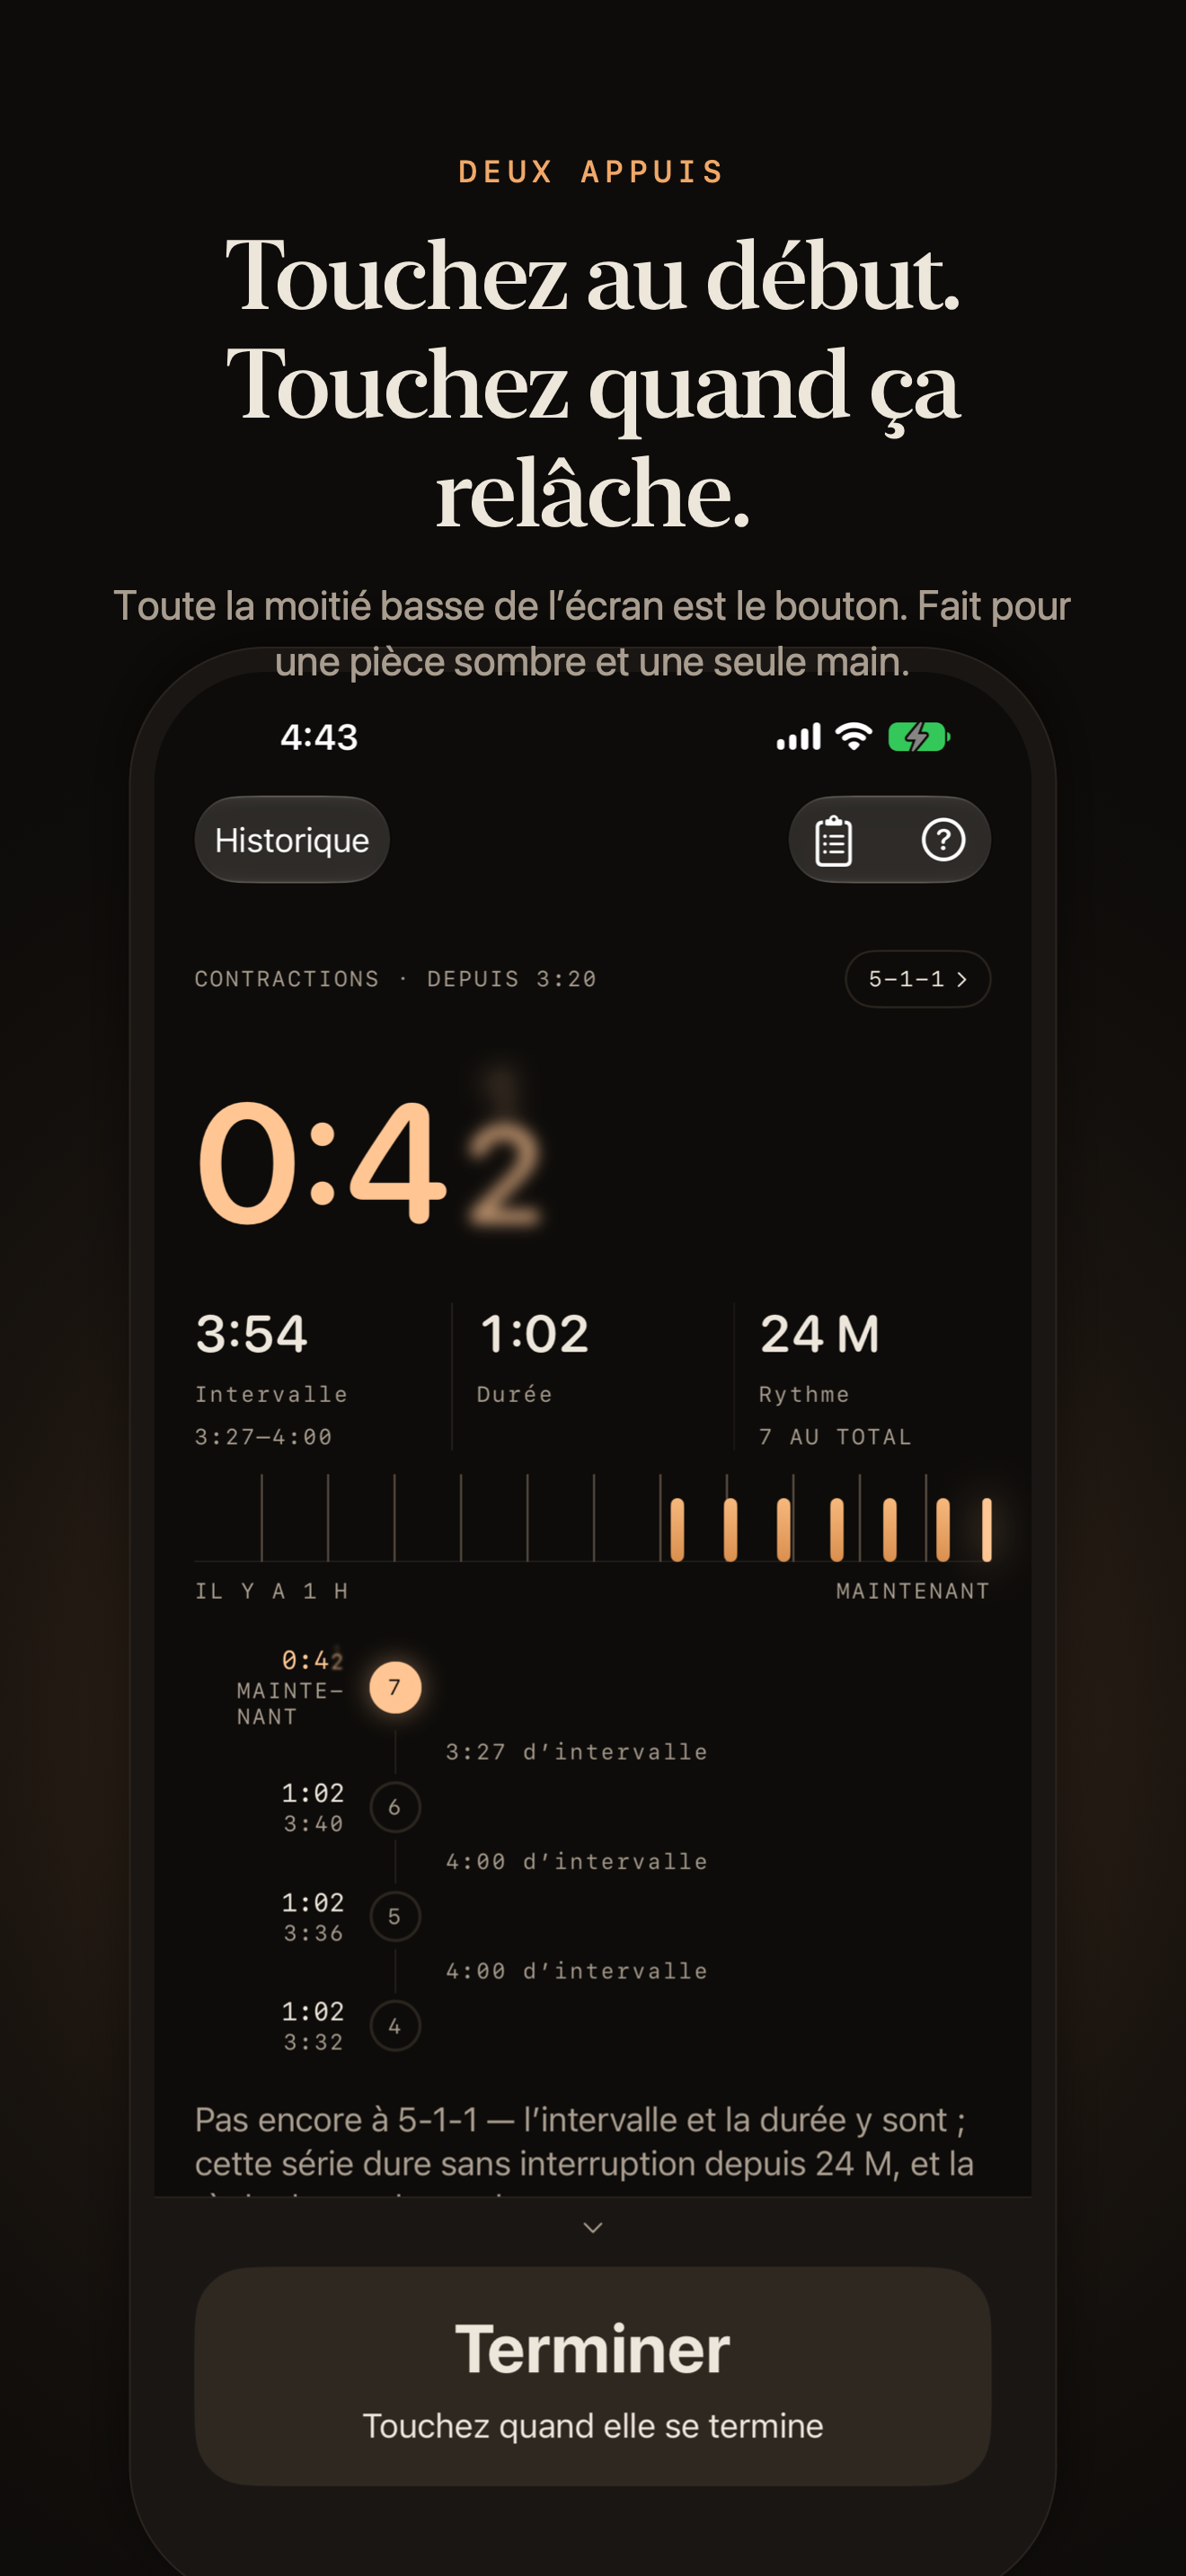 DEUX APPUIS
Touchez au début.
Touchez quand ça
relâche.
Toute la moitié basse de l’écran est le bouton. Fait pour
une pièce sombre et une seule main.
4:43
Historique
?
CONTRACTIONS · DEPUIS 3:20
5-1-1 >
0:42
3:54
Intervalle
3:27—4:00
1:02
Durée
24 M
Rythme
7 AU TOTAL
IL Y A 1 H
MAINTENANT
0:42
MAINTE-
NANT
7
3:27 d’intervalle
1:02
3:40
6
4:00 d’intervalle
1:02
3:36
5
4:00 d’intervalle
1:02
3:32
4
Pas encore à 5-1-1 — l’intervalle et la durée y sont ;
cette série dure sans interruption depuis 24 M, et la
Terminer
Touchez quand elle se termine